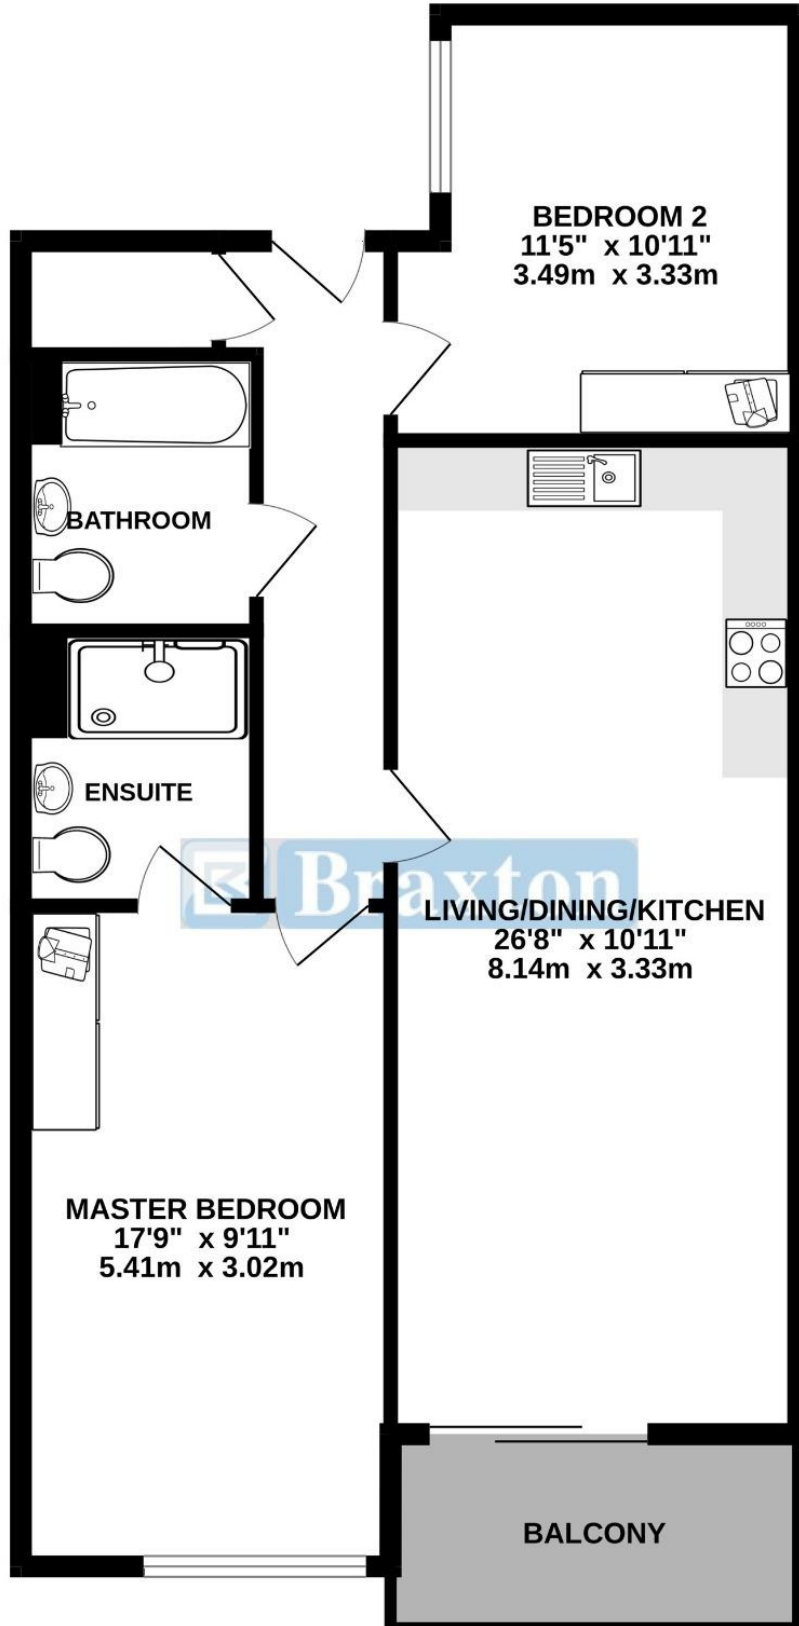 BEDROOM 2
11'5" x 10'11"
3.49m x 3.33m
BATHROOM
ENSUITE
Braxton
LIVING/DINING/KITCHEN
26'8" x 10'11"
8.14m x 3.33m
MASTER BEDROOM
17'9" x 9'11"
5.41m x 3.02m
BALCONY